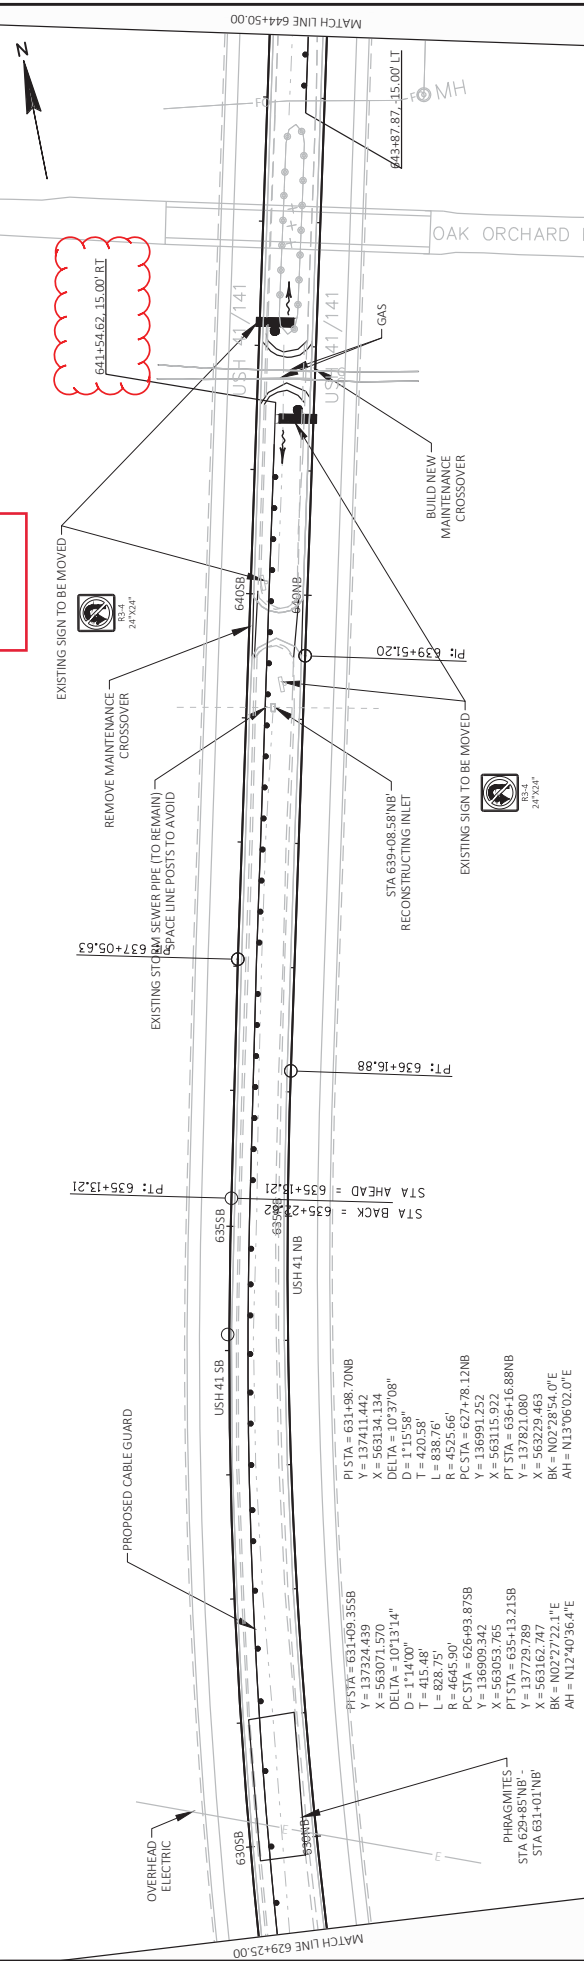 MATCH LINE 644+50.00
N
643+87.87, -15.00' LT
FO
FO
MH
OAK ORCHARD
641+54.62, 15.00' RT
USH 41/141
USH 41/141
GAS
BUILD NEW
MAINTENANCE
CROSSOVER
EXISTING SIGN TO BE MOVED
R3-4
24"X24"
640SB
640NB
PI: 639+51.20
REMOVE MAINTENANCE
CROSSOVER
EXISTING STORM SEWER PIPE (TO REMAIN)
SPACE LINE POSTS TO AVOID
STA 639+08.58'NB'
RECONSTRUCTING INLET
EXISTING SIGN TO BE MOVED
R3-4
24"X24"
PI: 637+05.63
PT: 636+16.88
PT: 635+13.21
STA AHEAD = 635+13.21
STA BACK = 635+22.62
635SB
USH 41 NB
USH 41 SB
PROPOSED CABLE GUARD
PI STA = 631+98.70NB
Y = 137411.442
X = 563134.134
DELTA = 10°37'08"
D = 1°15'58"
T = 420.58'
L = 838.76'
R = 4525.66'
PC STA = 627+78.12NB
Y = 136991.252
X = 563115.922
PT STA = 636+16.88NB
Y = 137821.080
X = 563229.463
BK = N02°28'54.0"E
AH = N13°06'02.0"E
PI STA = 631+09.35SB
Y = 137324.439
X = 563071.570
DELTA = 10°13'14"
D = 1°14'00"
T = 415.48'
L = 828.75'
R = 4645.90'
PC STA = 626+93.87SB
Y = 136909.342
X = 563053.765
PT STA = 635+13.21SB
Y = 137729.789
X = 563162.747
BK = N02°27'22.1"E
AH = N12°40'36.4"E
OVERHEAD
ELECTRIC
630SB
630NB
E
E
PHRAGMITES
STA 629+85'NB' -
STA 631+01'NB'
MATCH LINE 629+25.00